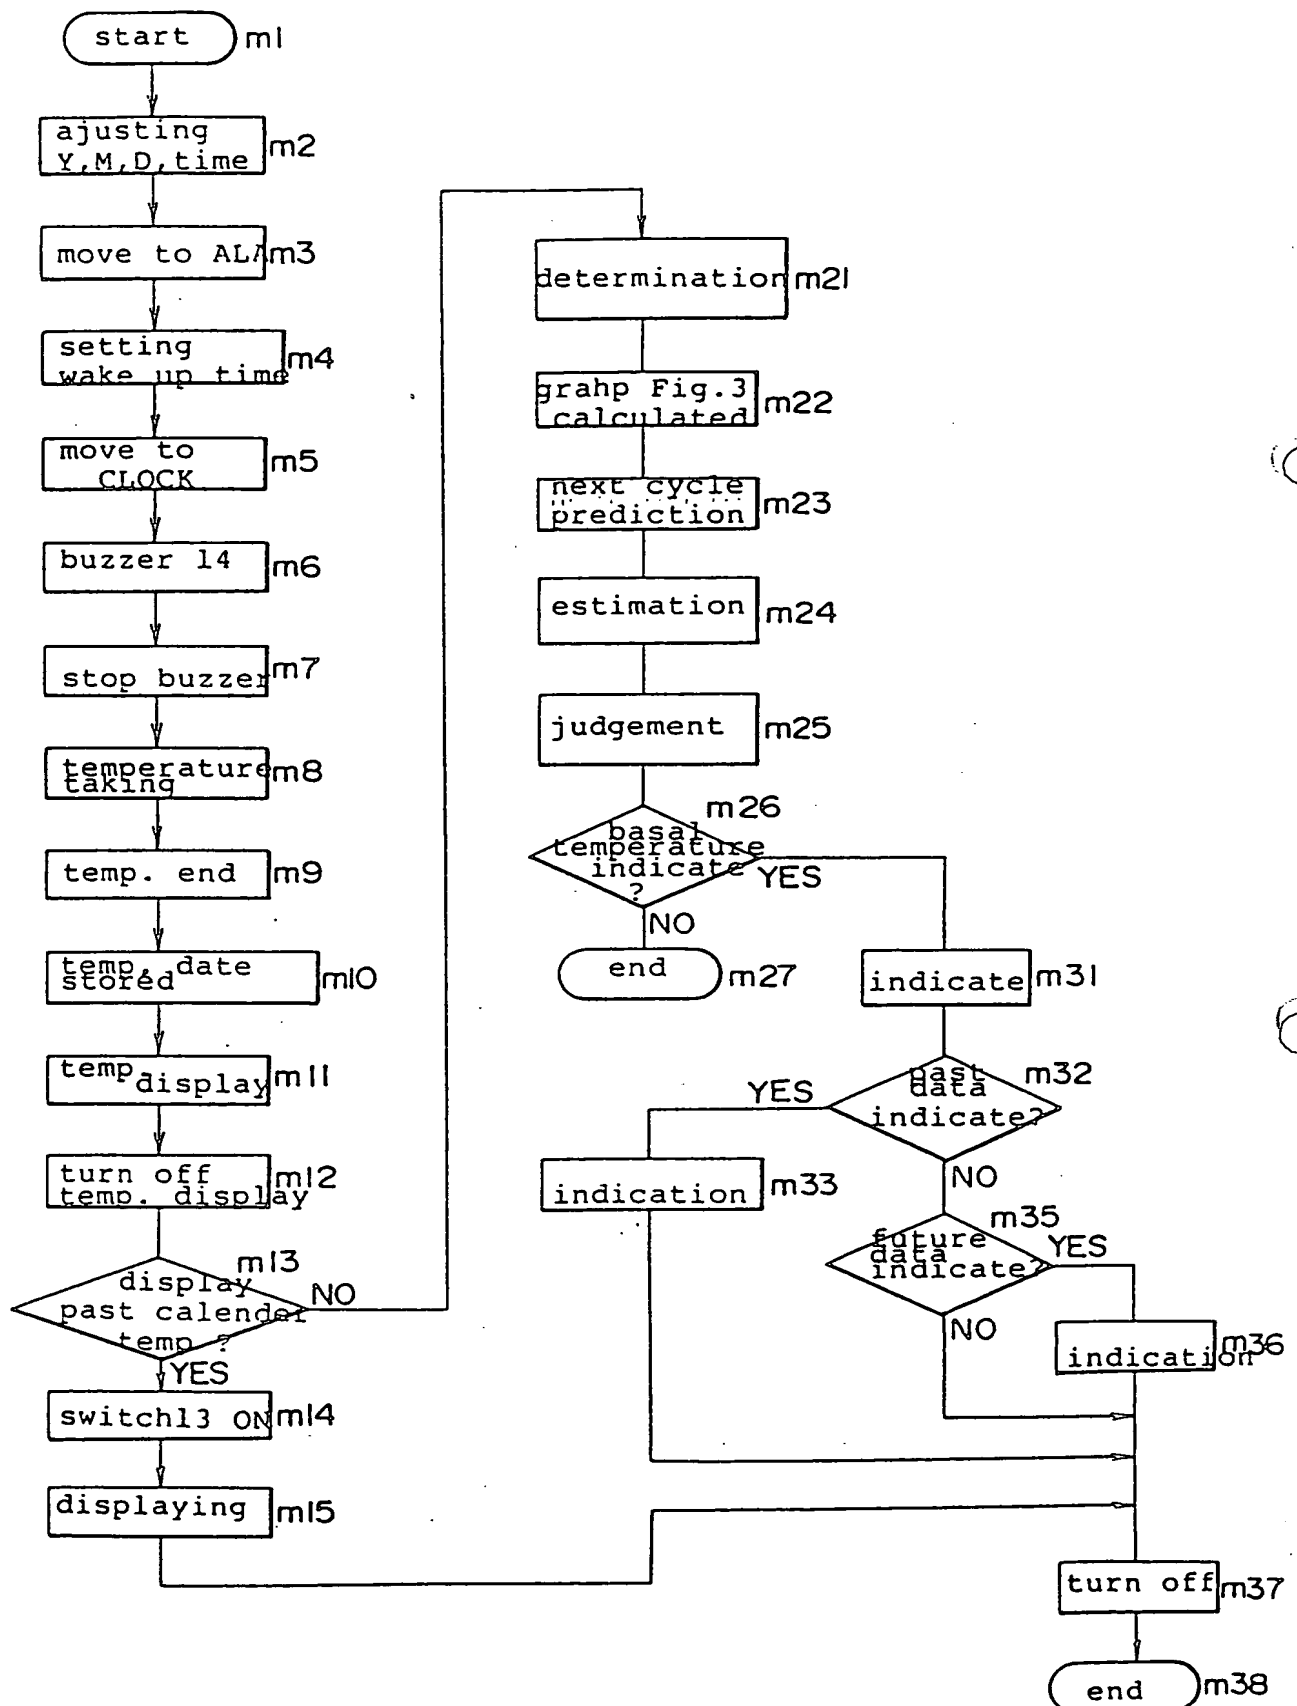 start
m1
ajusting
Y,M,D,time
m2
move to ALA
m3
setting
wake up time
m4
move to
CLOCK
m5
buzzer 14
m6
stop buzzer
m7
temperature
taking
m8
temp. end
m9
temp, date
stored
m10
temp.
display
m11
turn off
temp. display
m12
m13
display
past calender
temp ?
NO
YES
switch13 ON
m14
displaying
m15
determination
m21
grahp Fig.3
calculated
m22
next cycle
prediction
m23
estimation
m24
judgement
m25
m26
basal
temperature
indicate
?
YES
NO
end
m27
indicate
m31
past
data
indicate?
m32
YES
NO
indication
m33
m35
future
data
indicate?
YES
NO
indication
m36
turn off
m37
end
m38